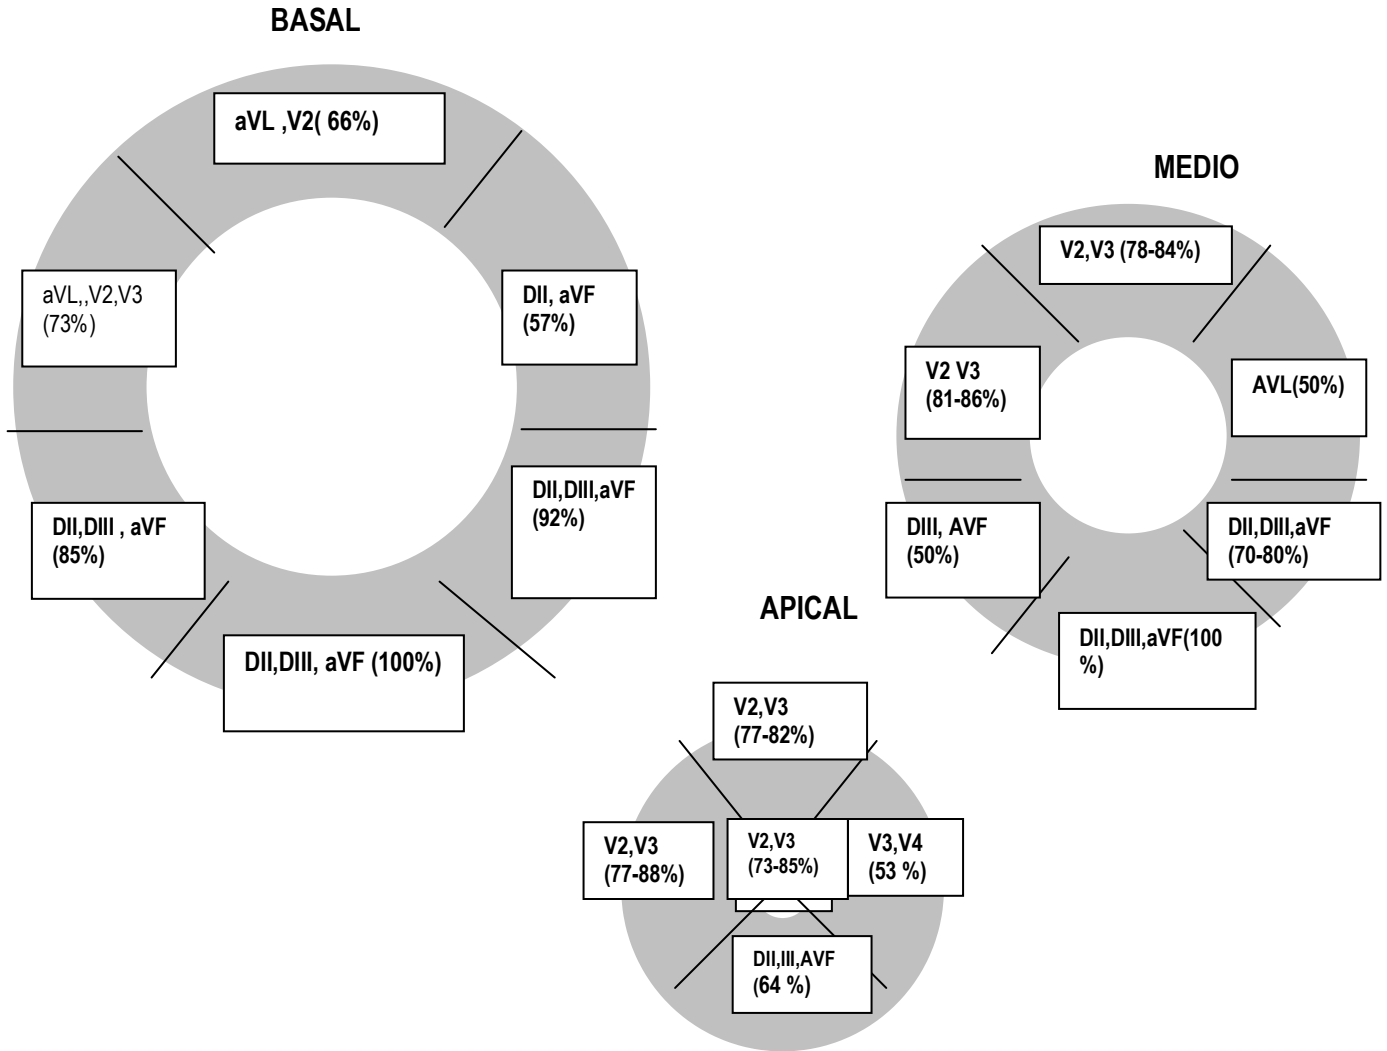 BASAL
aVL ,V2( 66%)
aVL,,V2,V3
(73%)
DII, aVF
(57%)
DII,DIII , aVF
(85%)
DII,DIII,aVF
(92%)
DII,DIII, aVF (100%)
MEDIO
V2,V3 (78-84%)
V2 V3
(81-86%)
AVL(50%)
DIII, AVF
(50%)
DII,DIII,aVF
(70-80%)
DII,DIII,aVF(100
%)
APICAL
V2,V3
(77-82%)
V2,V3
(77-88%)
V2,V3
(73-85%)
V3,V4
(53 %)
DII,III,AVF
(64 %)